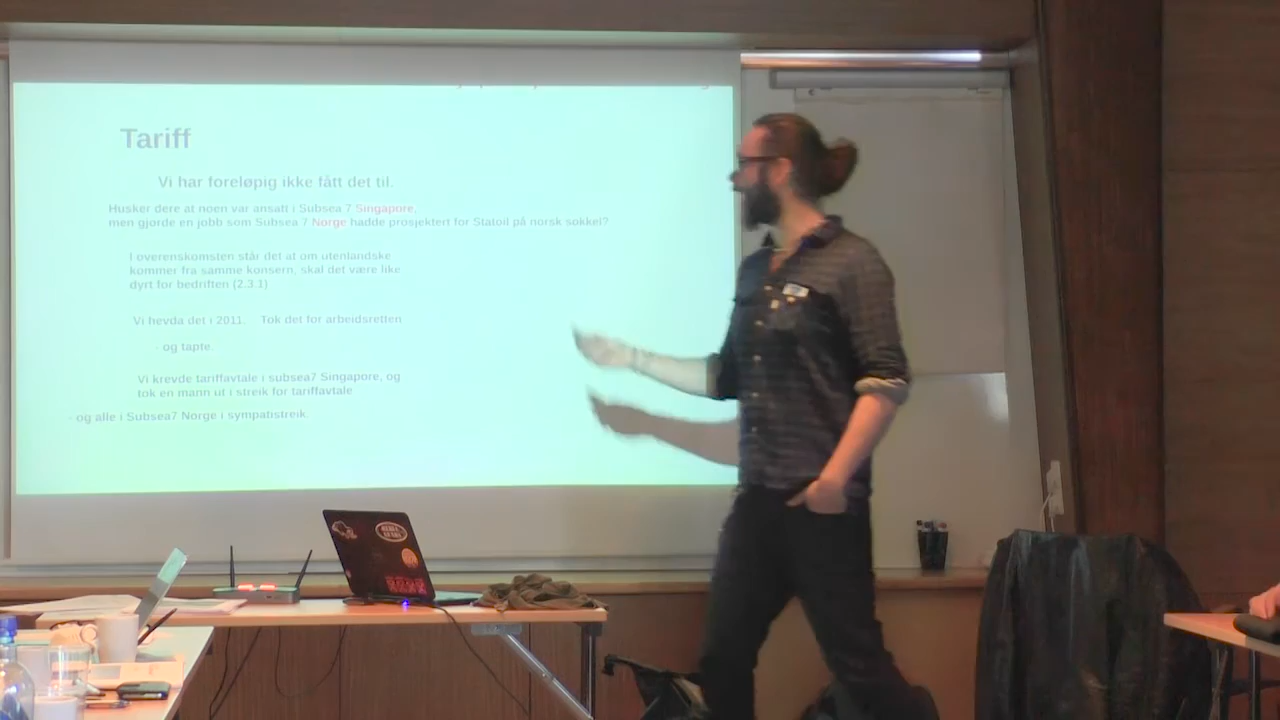 Tariff
Vi har foreløpig ikke fått det til.
Husker dere at noen var ansatt i Subsea 7 Singapore,
men gjorde en jobb som Subsea 7 Norge hadde prosjektert for Statoil på norsk sokkel?
I overenskomsten står det at om utenlandske
kommer fra samme konsern, skal det være like
dyrt for bedriften (2.3.1)
Vi hevda det i 2011. Tok det for arbeidsretten
- og tapte.
Vi krevde tariffavtale i subsea7 Singapore, og
tok en mann ut i streik for tariffavtale
- og alle i Subsea7 Norge i sympatistreik.